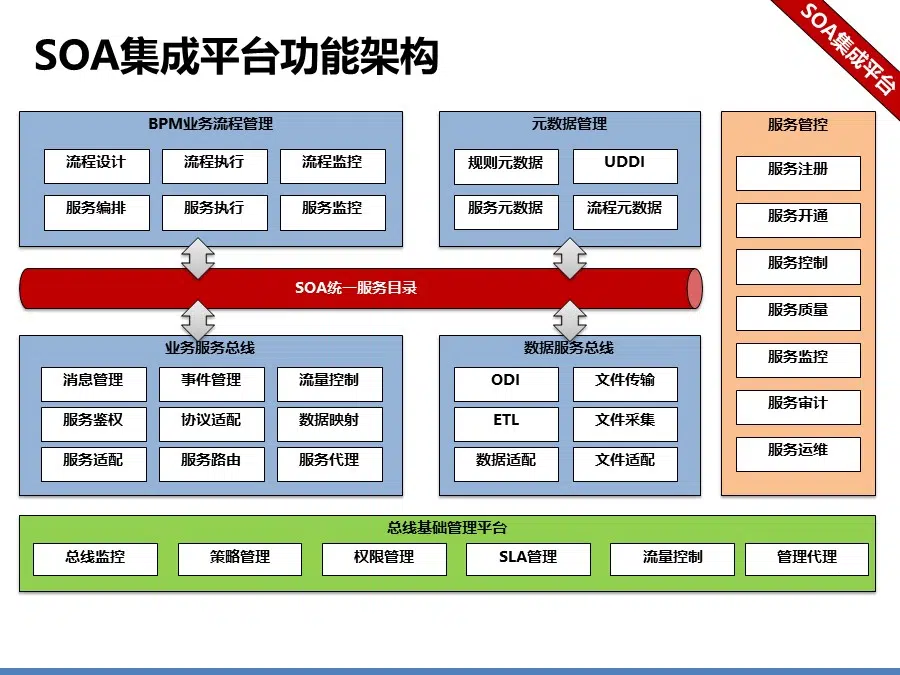 SOA集成平台功能架构
SOA集成平台
BPM业务流程管理
流程设计
流程执行
流程监控
服务编排
服务执行
服务监控
元数据管理
规则元数据
UDDI
服务元数据
流程元数据
SOA统一服务目录
业务服务总线
消息管理
事件管理
流量控制
服务鉴权
协议适配
数据映射
服务适配
服务路由
服务代理
数据服务总线
ODI
文件传输
ETL
文件采集
数据适配
文件适配
服务管控
服务注册
服务开通
服务控制
服务质量
服务监控
服务审计
服务运维
总线基础管理平台
总线监控
策略管理
权限管理
SLA管理
流量控制
管理代理